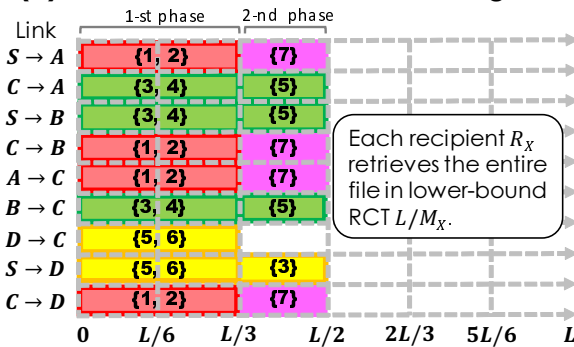 1-st phase 2-nd phase
Link
S → A {1, 2} {7}
C → A {3, 4} {5}
S → B {3, 4} {5}
C → B {1, 2} {7}
A → C {1, 2} {7}
B → C {3, 4} {5}
D → C {5, 6}
S → D {5, 6} {3}
C → D {1, 2} {7}
Each recipient R_X
retrieves the entire
file in lower-bound
RCT L/M_X.
0 L/6 L/3 L/2 2L/3 5L/6 L